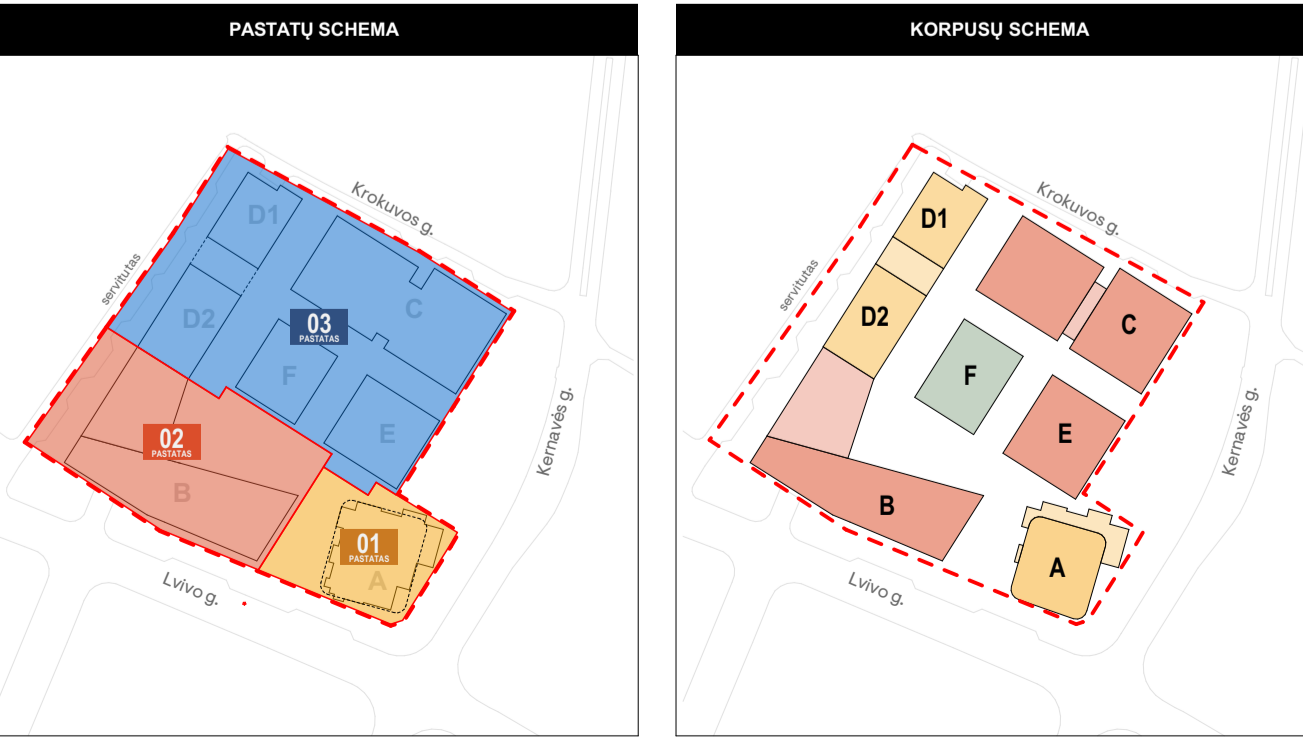 PASTATŲ SCHEMA
Krokuvos g.
D1
servitutas
D2
C
03
PASTATAS
F
E
Kernavės g.
02
PASTATAS
B
01
PASTATAS
A
Lvivo g.
KORPUSŲ SCHEMA
Krokuvos g.
D1
servitutas
D2
C
F
E
Kernavės g.
B
A
Lvivo g.